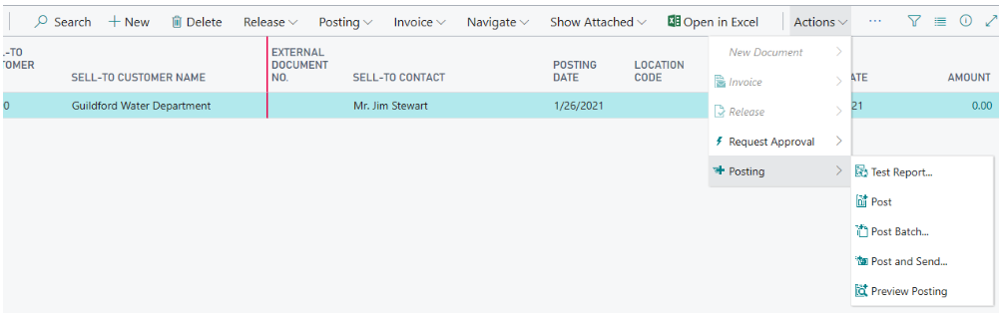 Search New Delete Release Posting Invoice Navigate Show Attached Open in Excel Actions ...
-TO
OMER
SELL-TO CUSTOMER NAME
EXTERNAL
DOCUMENT
NO.
SELL-TO CONTACT
POSTING
DATE
LOCATION
CODE
ATE
AMOUNT
0 Guildford Water Department Mr. Jim Stewart 1/26/2021 21 0.00
New Document
Invoice
Release
Request Approval
Posting
Test Report...
Post
Post Batch...
Post and Send...
Preview Posting